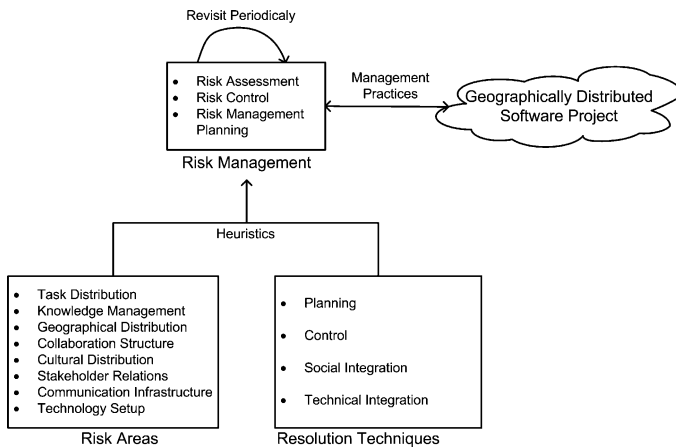 Revisit Periodicaly
• Risk Assessment
• Risk Control
• Risk Management
Planning
Risk Management
Management
Practices
Geographically Distributed
Software Project
Heuristics
• Task Distribution
• Knowledge Management
• Geographical Distribution
• Collaboration Structure
• Cultural Distribution
• Stakeholder Relations
• Communication Infrastructure
• Technology Setup
Risk Areas
• Planning
• Control
• Social Integration
• Technical Integration
Resolution Techniques